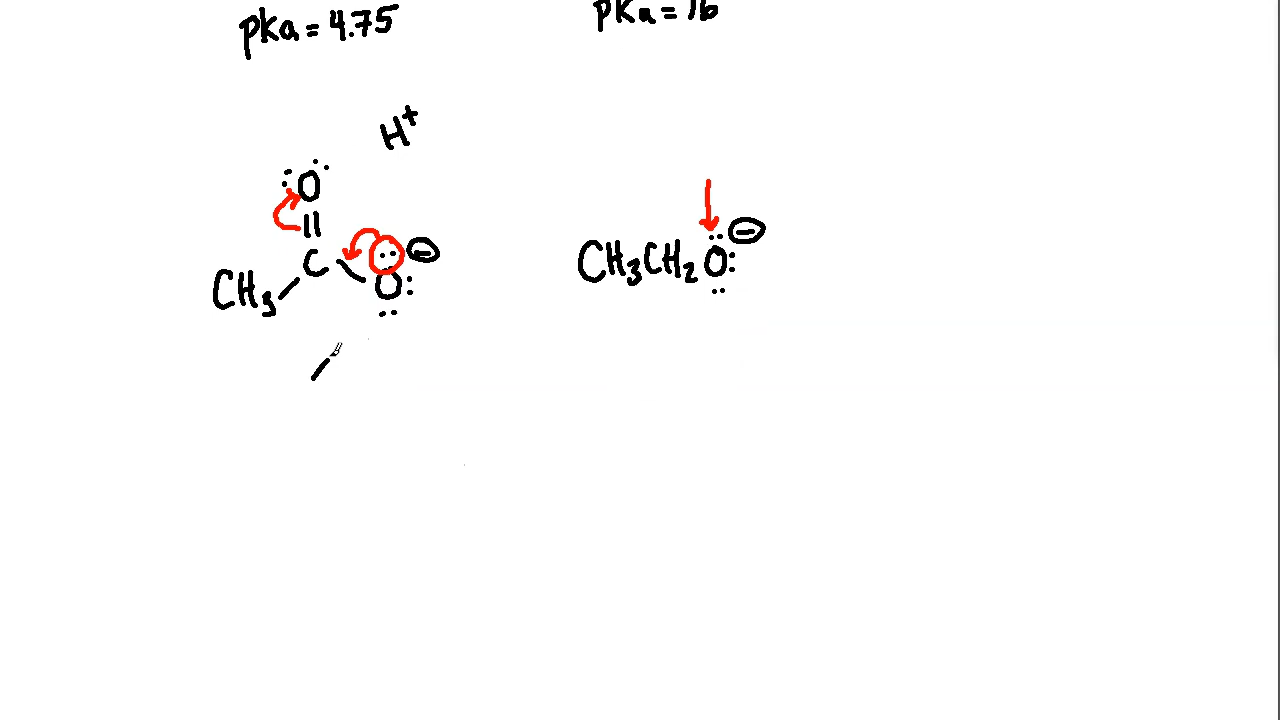 pKa = 4.75
pKa = 16
H+
:Ö
||
C
CH3
O: ⊖
CH3CH2O: ⊖